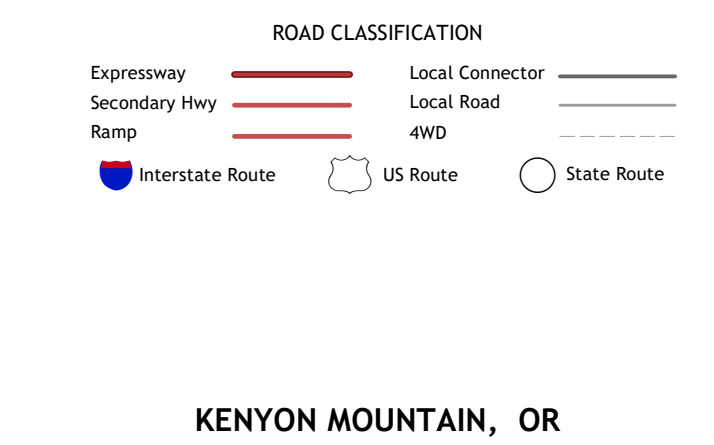 ROAD CLASSIFICATION
Expressway
Local Connector
Secondary Hwy
Local Road
Ramp
4WD
Interstate Route
US Route
State Route
KENYON MOUNTAIN, OR